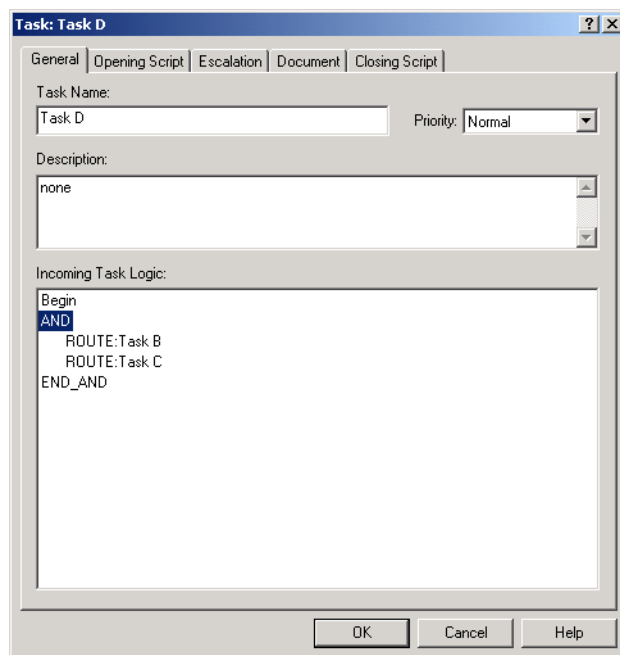 Task: Task D
General Opening Script Escalation Document Closing Script
Task Name:
Task D
Priority: Normal
Description:
none
Incoming Task Logic:
Begin
AND
ROUTE:Task B
ROUTE:Task C
END_AND
OK Cancel Help